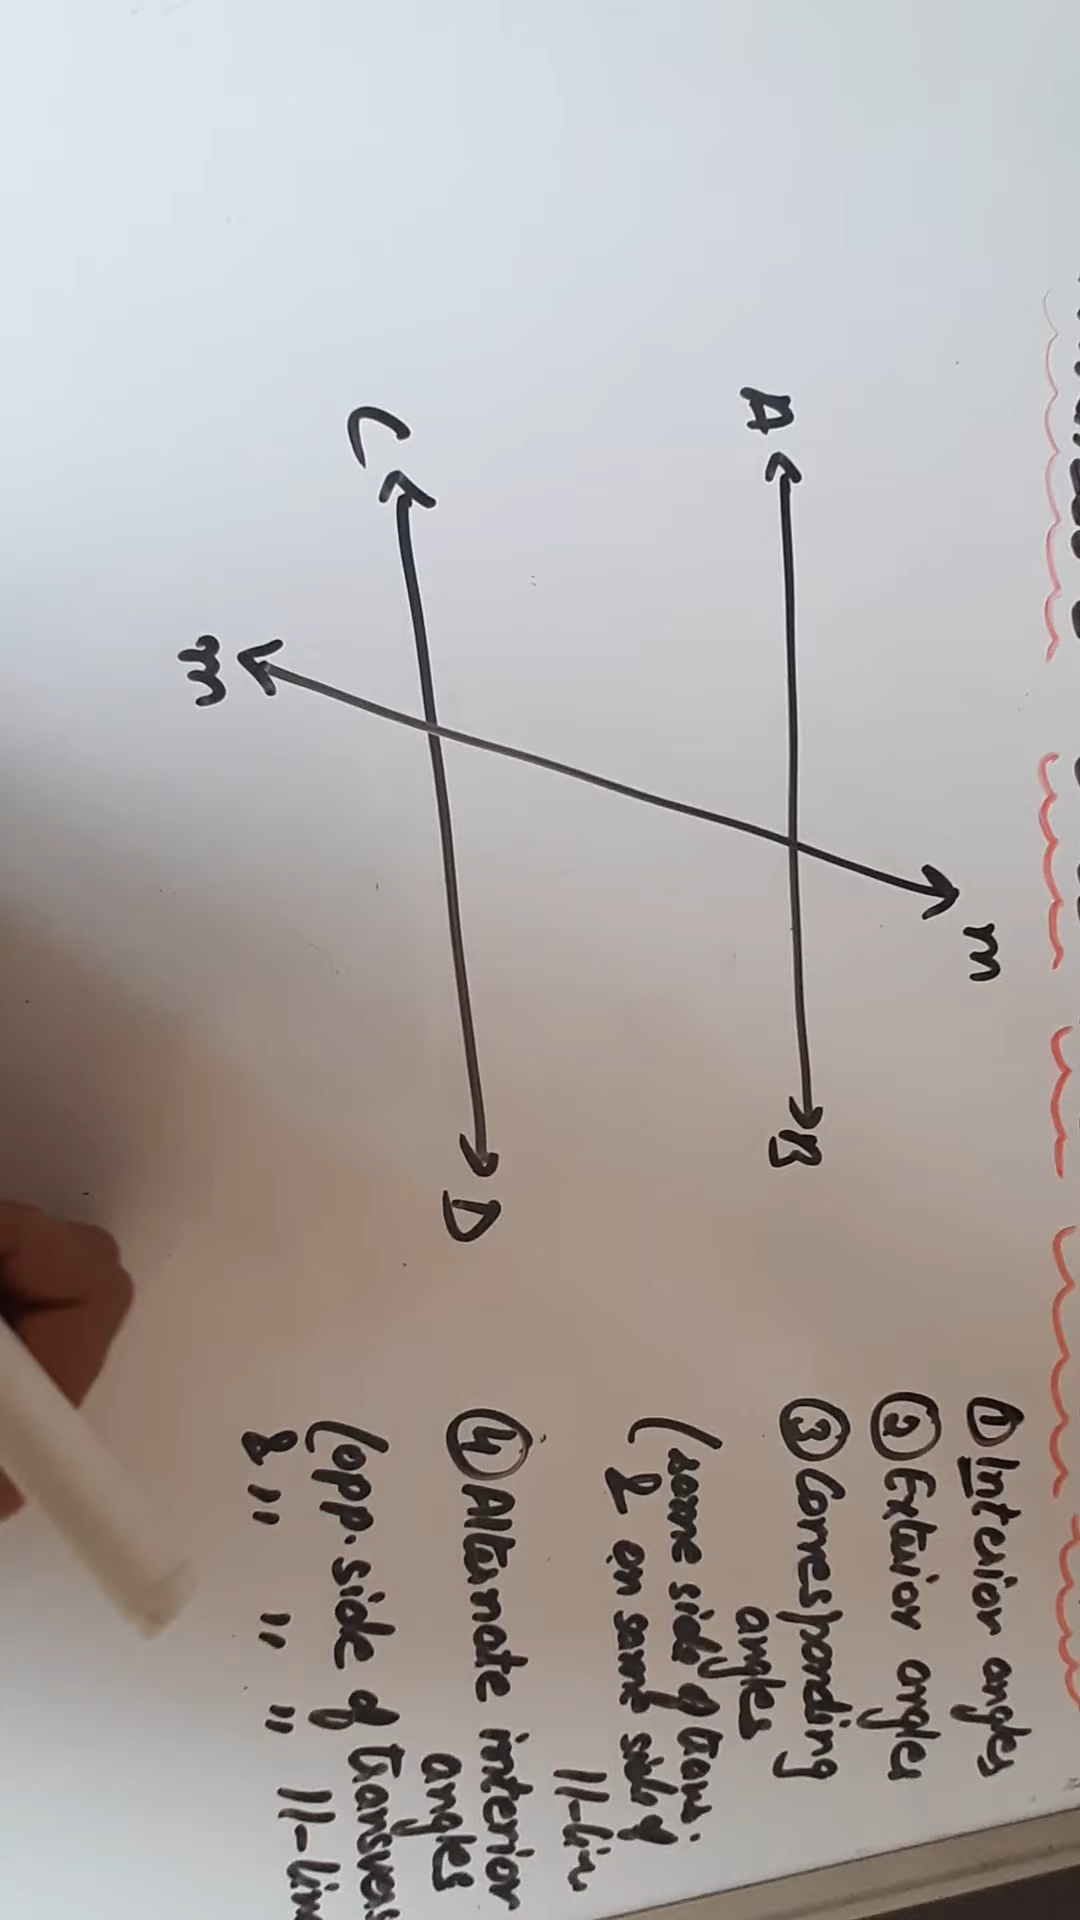 m
A
B
C
D
m
① Interior angles
② Exterior angles
③ Corresponding
angles
(same side of trans.
& on same side of
||-lin
④ Alternate interior
angles
(opp. side of transvers
& " " " ||-lin